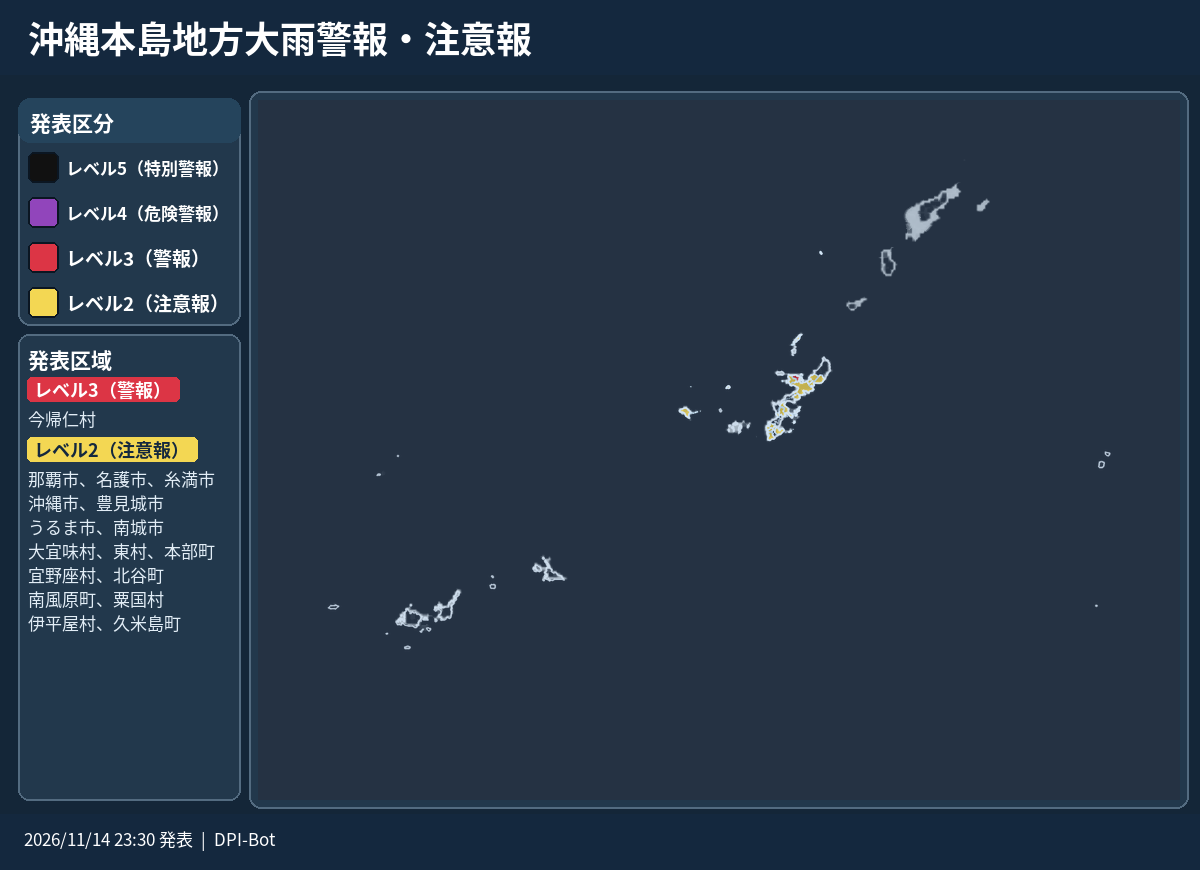 沖縄本島地方大雨警報・注意報
発表区分
レベル5（特別警報）
レベル4（危険警報）
レベル3（警報）
レベル2（注意報）
発表区域
レベル3（警報）
今帰仁村
レベル2（注意報）
那覇市、名護市、糸満市
沖縄市、豊見城市
うるま市、南城市
大宜味村、東村、本部町
宜野座村、北谷町
南風原町、粟国村
伊平屋村、久米島町
2026/11/14 23:30 発表｜DPI-Bot